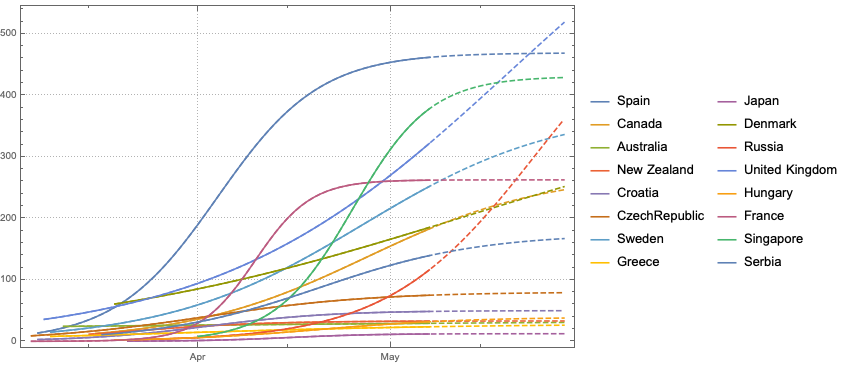 500
400
300
200
100
0
Apr
May
Spain
Canada
Australia
New Zealand
Croatia
CzechRepublic
Sweden
Greece
Japan
Denmark
Russia
United Kingdom
Hungary
France
Singapore
Serbia